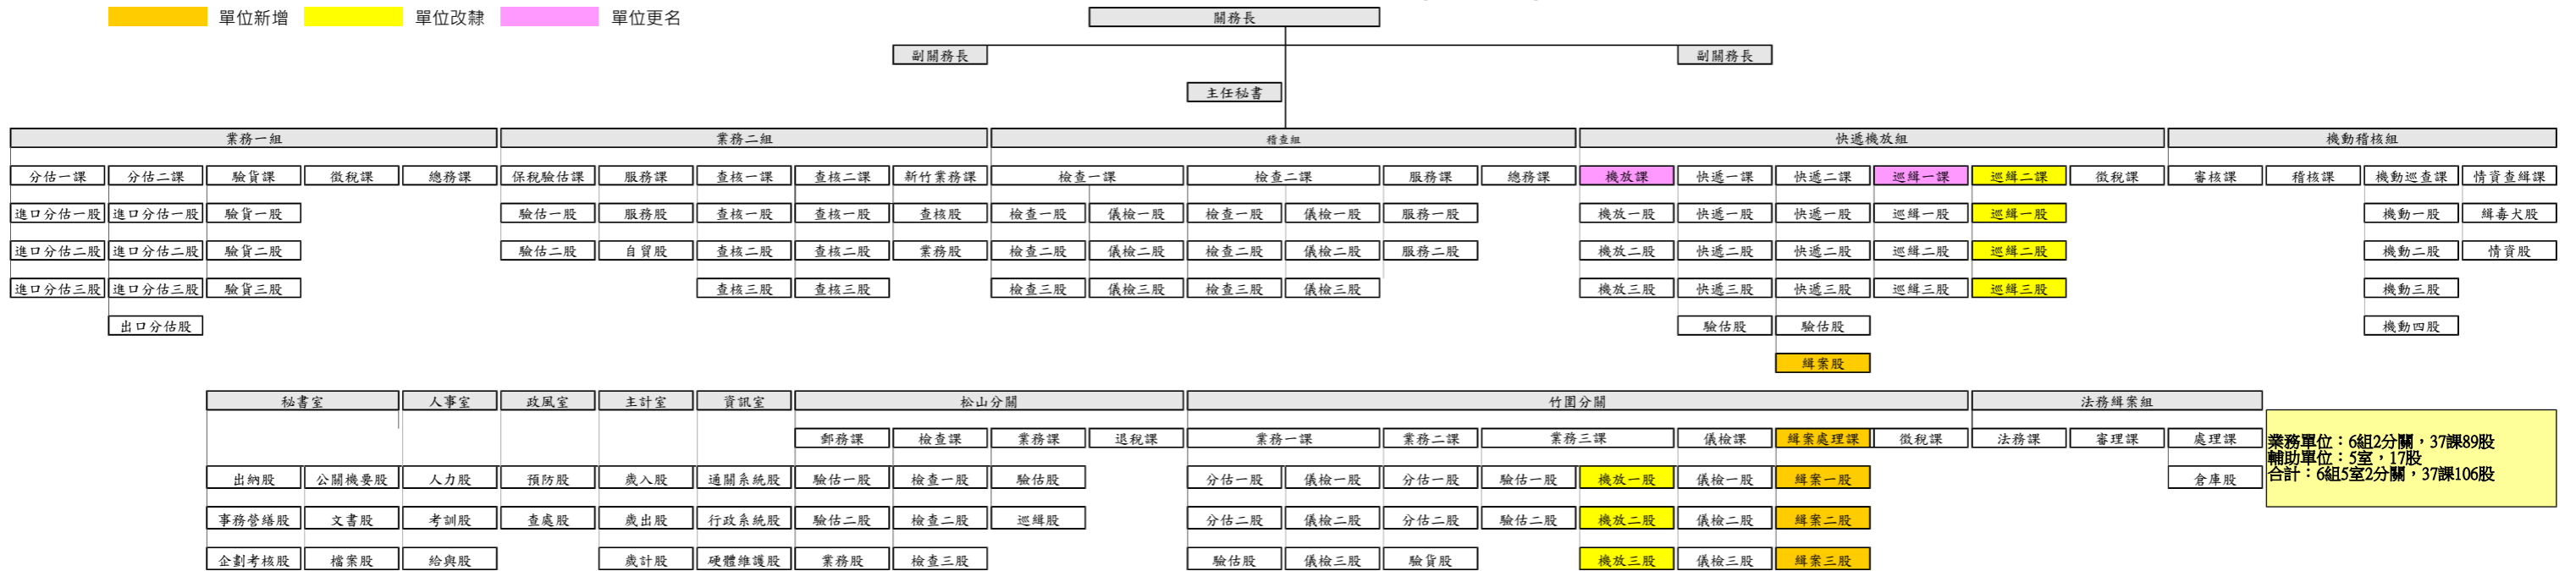 單位新增 單位改隸 單位更名
關務長
副關務長 副關務長
主任秘書
業務一組 業務二組 稽查組 快遞機放組 機動稽核組
分估一課 分估二課 驗貨課 徵稅課 總務課 保稅驗估課 服務課 查核一課 查核二課 新竹業務課 檢查一課 檢查二課 服務課 總務課 機放課 快遞一課 快遞二課 巡緝一課 巡緝二課 徵稅課 審核課 稽核課 機動巡查課 情資查緝課
進口分估一股 進口分估一股 驗貨一股 驗估一股 服務股 查核一股 查核一股 查核股 檢查一股 儀檢一股 檢查一股 儀檢一股 服務一股 機放一股 快遞一股 快遞一股 巡緝一股 巡緝一股 機動一股 緝毒犬股
進口分估二股 進口分估二股 驗貨二股 驗估二股 自貿股 查核二股 查核二股 業務股 檢查二股 儀檢二股 檢查二股 儀檢二股 服務二股 機放二股 快遞二股 快遞二股 巡緝二股 巡緝二股 機動二股 情資股
進口分估三股 進口分估三股 驗貨三股 查核三股 查核三股 檢查三股 儀檢三股 檢查三股 儀檢三股 機放三股 快遞三股 快遞三股 巡緝三股 巡緝三股 機動三股
出口分估股 驗估股 驗估股 機動四股
緝案股
秘書室 人事室 政風室 主計室 資訊室 松山分關 竹圍分關 法務緝案組
郵務課 檢查課 業務課 退稅課 業務一課 業務二課 業務三課 儀檢課 緝案處理課 徵稅課 法務課 審理課 處理課
出納股 公關機要股 人力股 預防股 歲入股 通關系統股 驗估一股 檢查一股 驗估股 分估一股 儀檢一股 分估一股 驗估一股 機放一股 儀檢一股 緝案一股 倉庫股
事務營繕股 文書股 考訓股 查處股 歲出股 行政系統股 驗估二股 檢查二股 巡緝股 分估二股 儀檢二股 分估二股 驗估二股 機放二股 儀檢二股 緝案二股
企劃考核股 檔案股 給與股 歲計股 硬體維護股 業務股 檢查三股 驗估股 儀檢三股 驗貨股 機放三股 儀檢三股 緝案三股
業務單位：6組2分關，37課89股
輔助單位：5室，17股
合計：6組5室2分關，37課106股